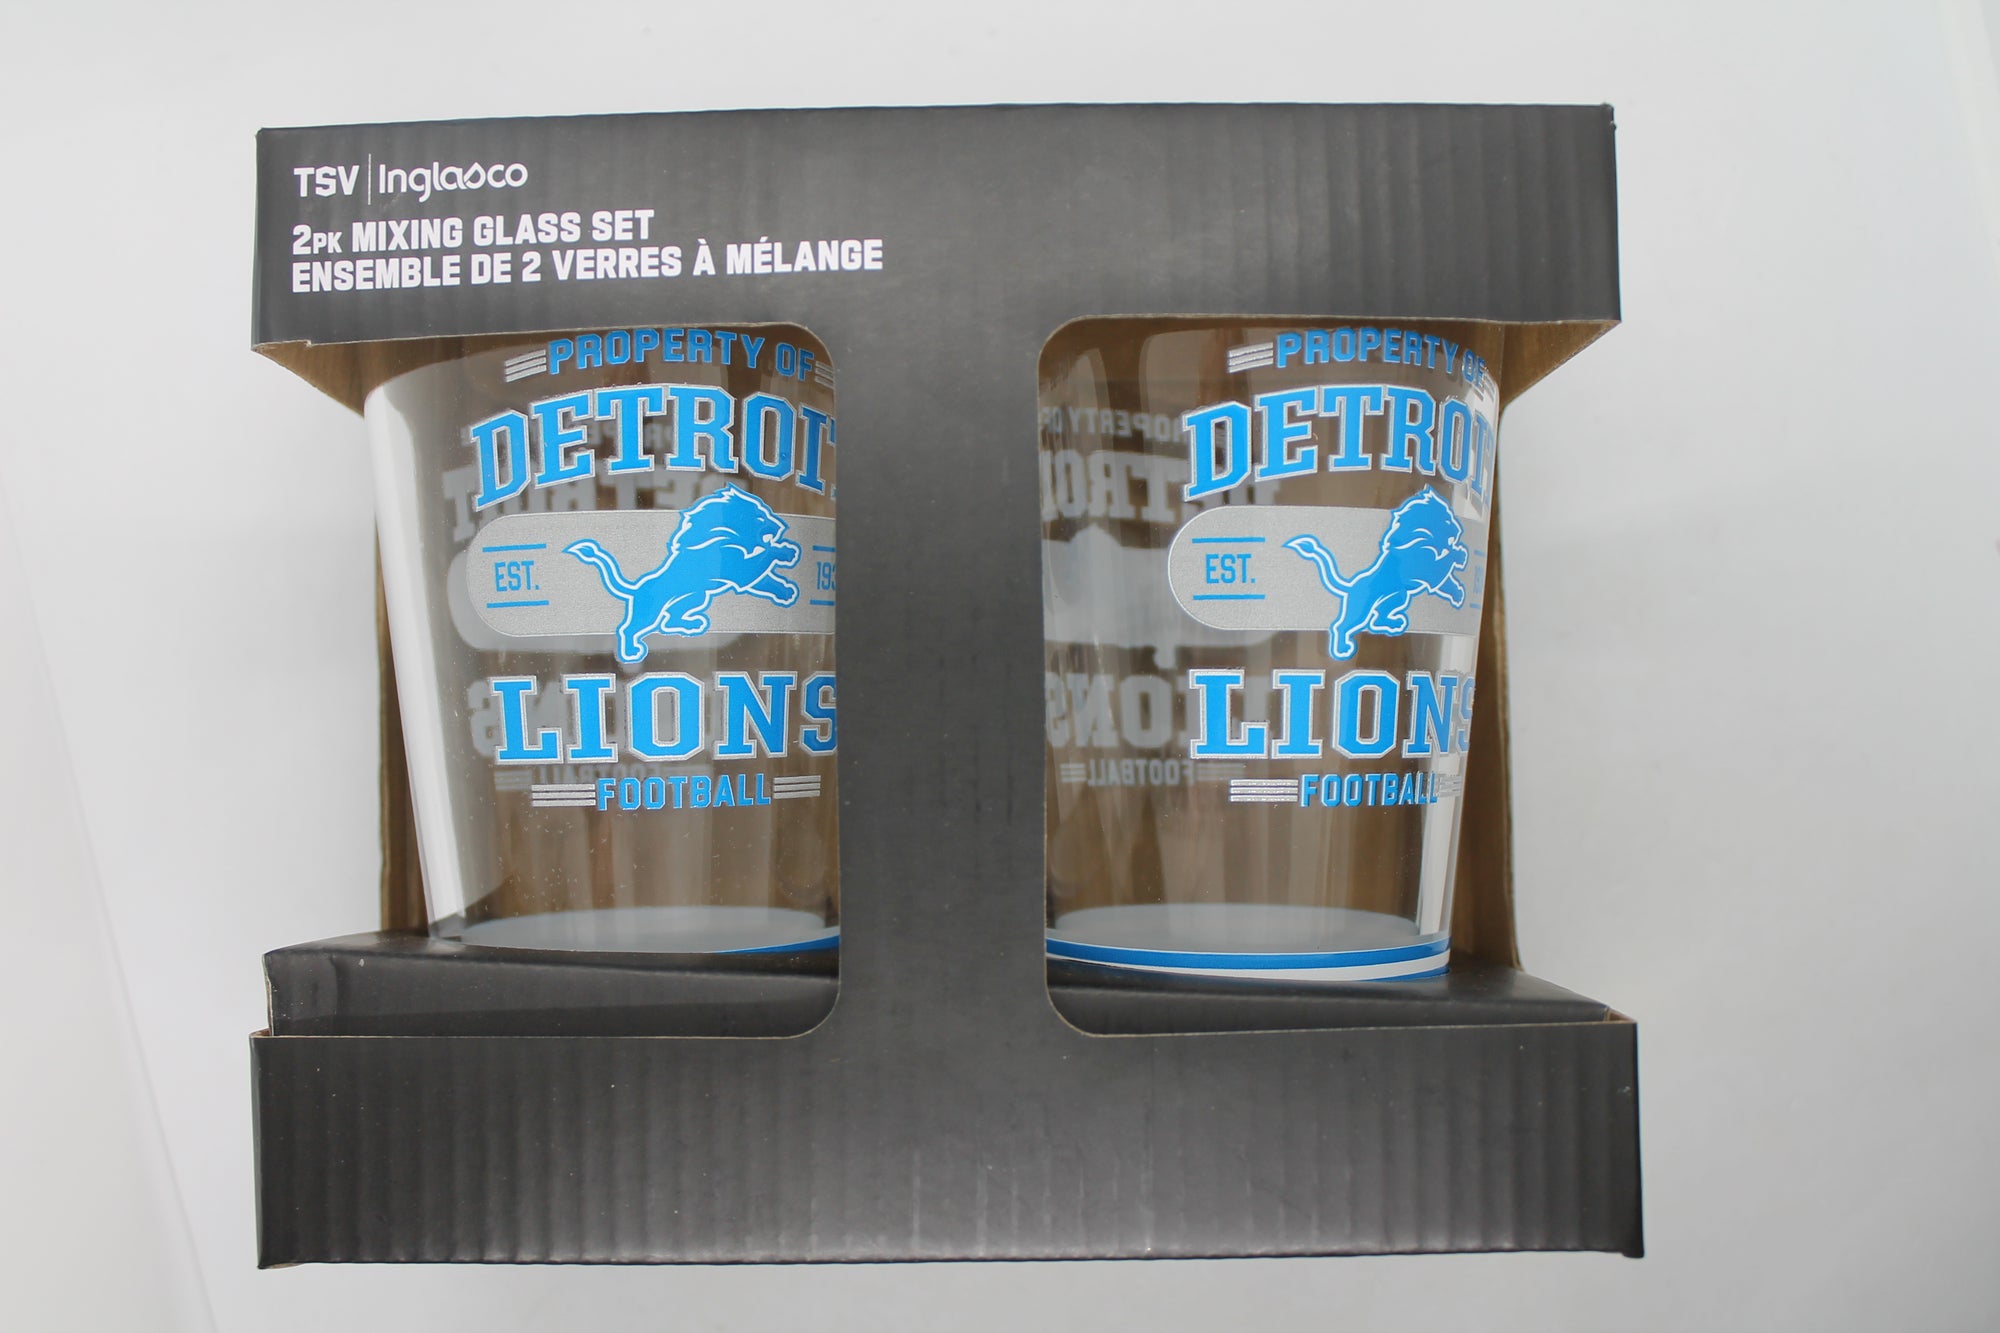 TSV | Inglasco
2PK MIXING GLASS SET
ENSEMBLE DE 2 VERRES À MÉLANGE
PROPERTY OF
DETROIT
EST. 193
LIONS
FOOTBALL
PROPERTY OF
DETROIT
EST.
LIONS
FOOTBALL